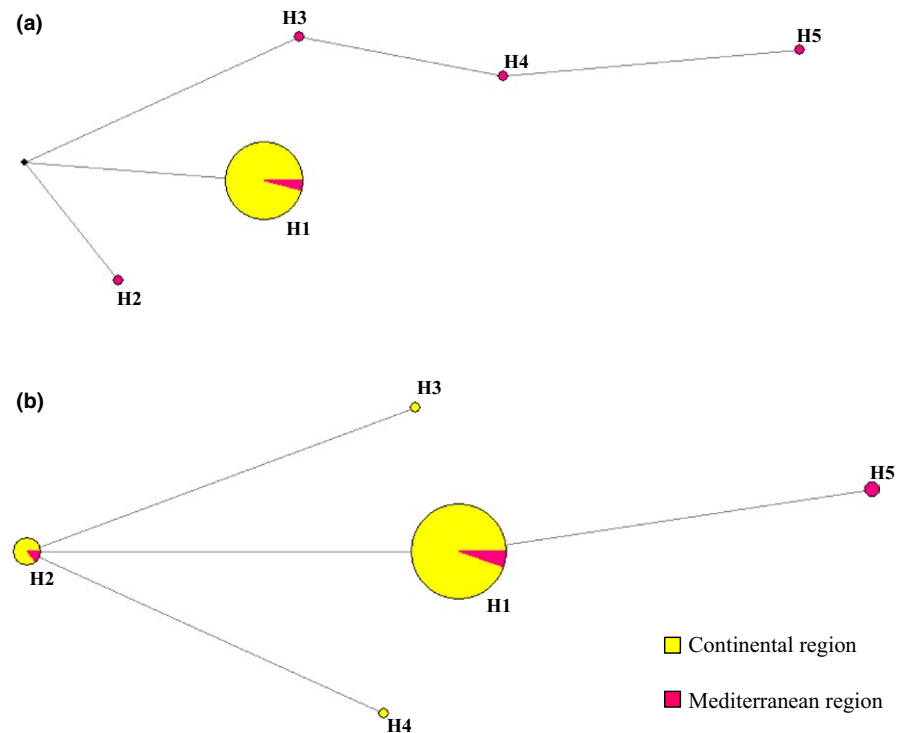 (a)
H3
H4
H5
H1
H2
(b)
H3
H5
H2
H1
H4
Continental region
Mediterranean region